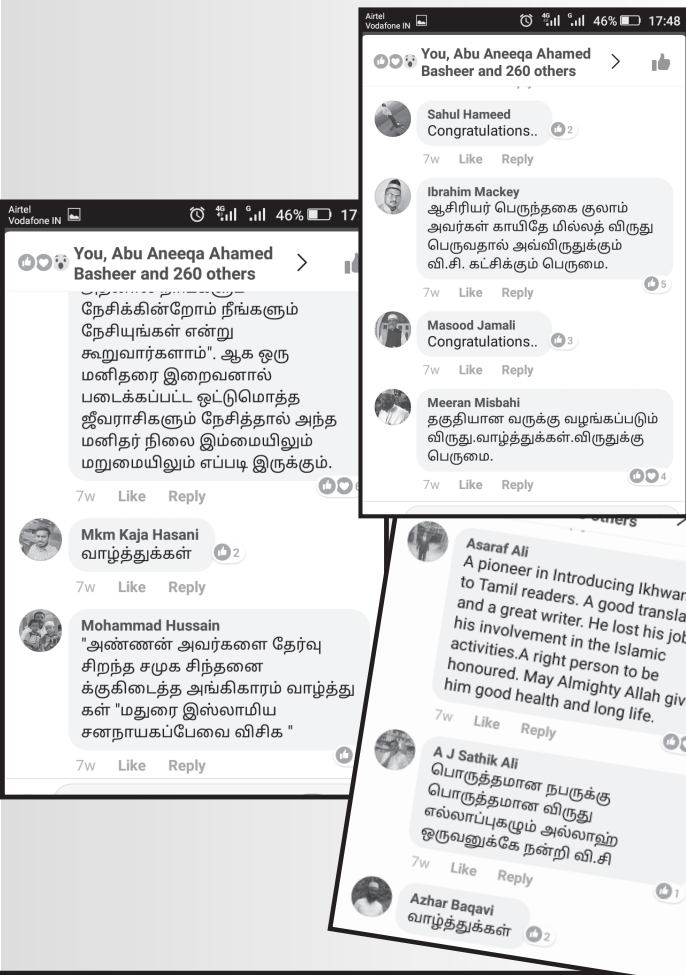 Airtel
Vodafone IN
46% 17:48
You, Abu Aneeqa Ahamed
Basheer and 260 others
Sahul Hameed
Congratulations..
2
7w Like Reply
Ibrahim Mackey
ஆசிரியர் பெருந்தகை குலாம்
அவர்கள் காயிதே மில்லத் விருது
பெறுவதால் அவ்விருதுக்கும்
வி.சி. கட்சிக்கும் பெருமை.
5
7w Like Reply
Masood Jamali
Congratulations..
3
7w Like Reply
Meeran Misbahi
தகுதியான வருக்கு வழங்கப்படும்
விருது.வாழ்த்துக்கள்.விருதுக்கு
பெருமை.
4
7w Like Reply
Airtel
Vodafone IN
46% 17
You, Abu Aneeqa Ahamed
Basheer and 260 others
நேசிக்கின்றோம் நீங்களும்
நேசியுங்கள் என்று
கூறுவார்களாம்". ஆக ஒரு
மனிதரை இறைவனால்
படைக்கப்பட்ட ஒட்டுமொத்த
ஜீவராசிகளும் நேசித்தால் அந்த
மனிதர் நிலை இம்மையிலும்
மறுமையிலும் எப்படி இருக்கும்.
7w Like Reply
Mkm Kaja Hasani
வாழ்த்துக்கள்
2
7w Like Reply
Mohammad Hussain
"அண்ணன் அவர்களை தேர்வு
சிறந்த சமுக சிந்தனை
க்குகிடைத்த அங்கிகாரம் வாழ்த்து
கள் "மதுரை இஸ்லாமிய
சனநாயகப்பேவை விசிக "
7w Like Reply
others
Asaraf Ali
A pioneer in Introducing Ikhwan
to Tamil readers. A good transla
and a great writer. He lost his job
his involvement in the Islamic
activities.A right person to be
honoured. May Almighty Allah giv
him good health and long life.
7w Like Reply
A J Sathik Ali
பொருத்தமான நபருக்கு
பொருத்தமான விருது
எல்லாப்புகழும் அல்லாஹ்
ஒருவனுக்கே நன்றி வி.சி
7w Like Reply
1
Azhar Baqavi
வாழ்த்துக்கள்
2